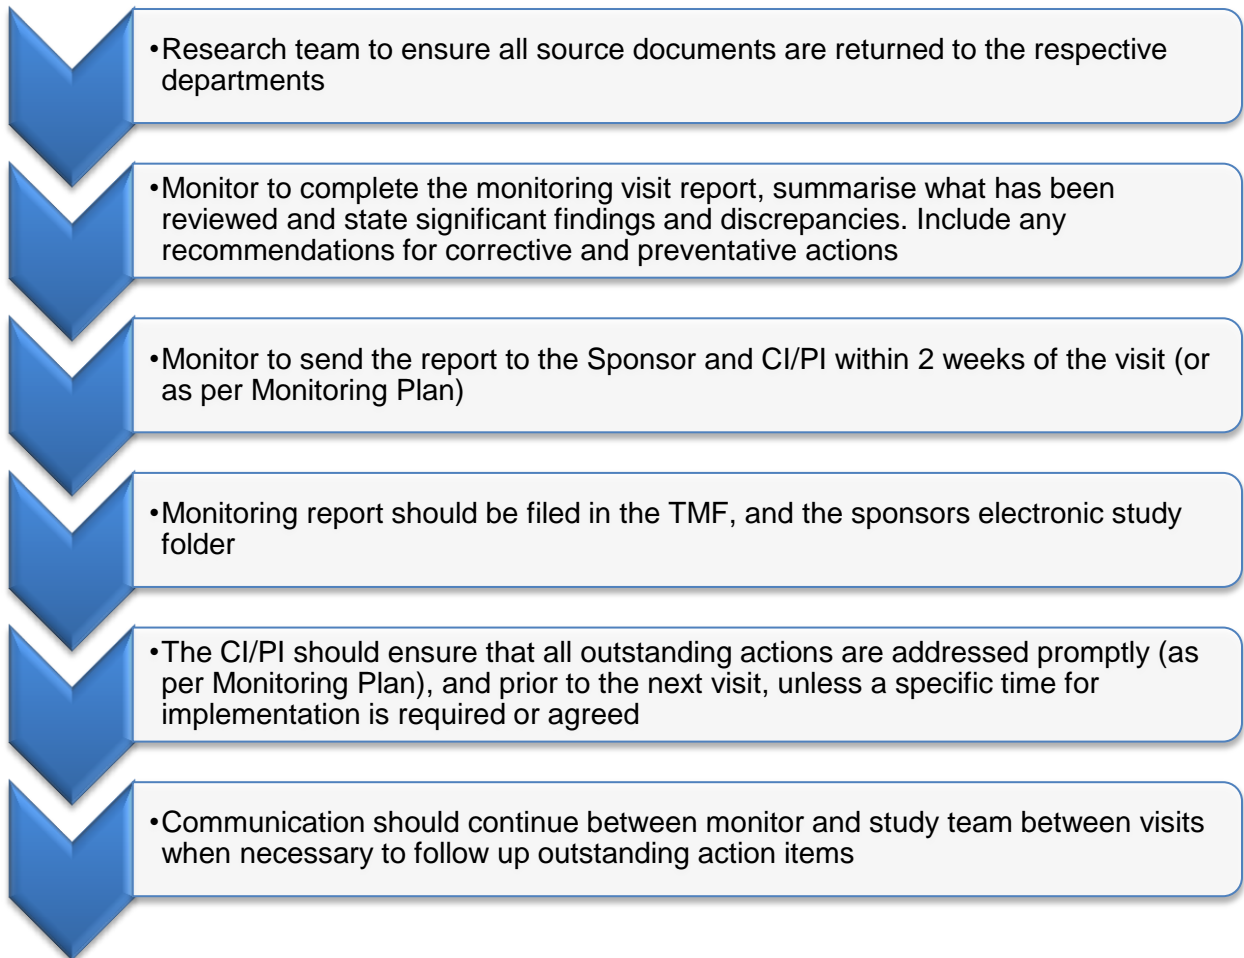 •Research team to ensure all source documents are returned to the respective
departments
•Monitor to complete the monitoring visit report, summarise what has been
reviewed and state significant findings and discrepancies. Include any
recommendations for corrective and preventative actions
•Monitor to send the report to the Sponsor and CI/PI within 2 weeks of the visit (or
as per Monitoring Plan)
•Monitoring report should be filed in the TMF, and the sponsors electronic study
folder
•The CI/PI should ensure that all outstanding actions are addressed promptly (as
per Monitoring Plan), and prior to the next visit, unless a specific time for
implementation is required or agreed
•Communication should continue between monitor and study team between visits
when necessary to follow up outstanding action items